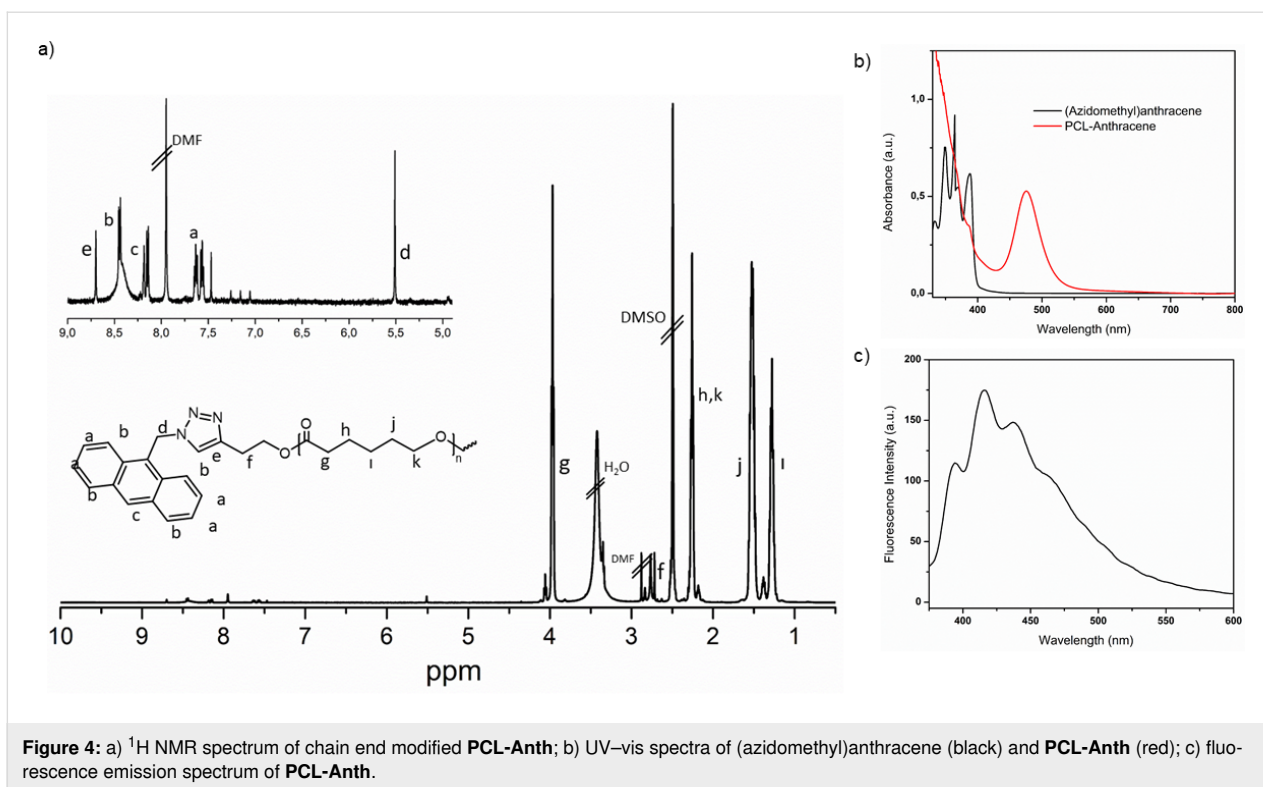 a)
DMF
b
e
c
a
d
9,0 8,5 8,0 7,5 7,0 6,5 6,0 5,5 5,0
DMSO
h,k
g
H₂O
j
ı
DMF
f
N N
N
d
a b
e
f
O
O
h
j
g
ı
k
O
n
a
b
b
a
c
a
b
10 9 8 7 6 5 4 3 2 1
ppm
b)
1,0
0,5
0,0
Absorbance (a.u.)
(Azidomethyl)anthracene
PCL-Anthracene
400 500 600 700 800
Wavelength (nm)
c)
200
150
100
50
0
Fluorescence Intensity (a.u.)
400 450 500 550 600
Wavelength (nm)
Figure 4: a) ¹H NMR spectrum of chain end modified PCL-Anth; b) UV–vis spectra of (azidomethyl)anthracene (black) and PCL-Anth (red); c) fluo-
rescence emission spectrum of PCL-Anth.